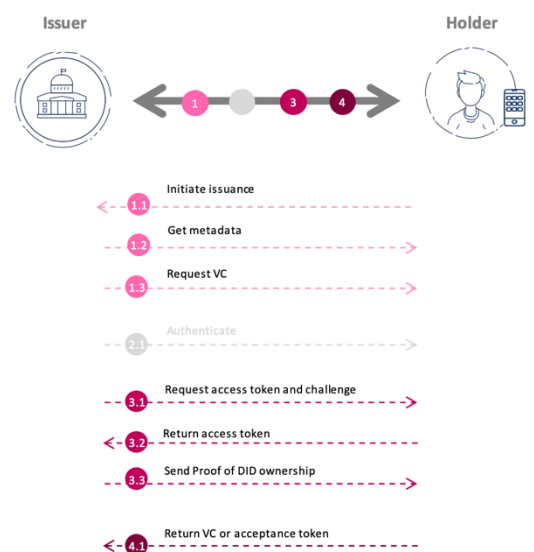 Issuer
Holder
1
3
4
Initiate issuance
1.1
Get metadata
1.2
Request VC
1.3
Authenticate
2.1
Request access token and challenge
3.1
Return access token
3.2
Send Proof of DID ownership
3.3
Return VC or acceptance token
4.1